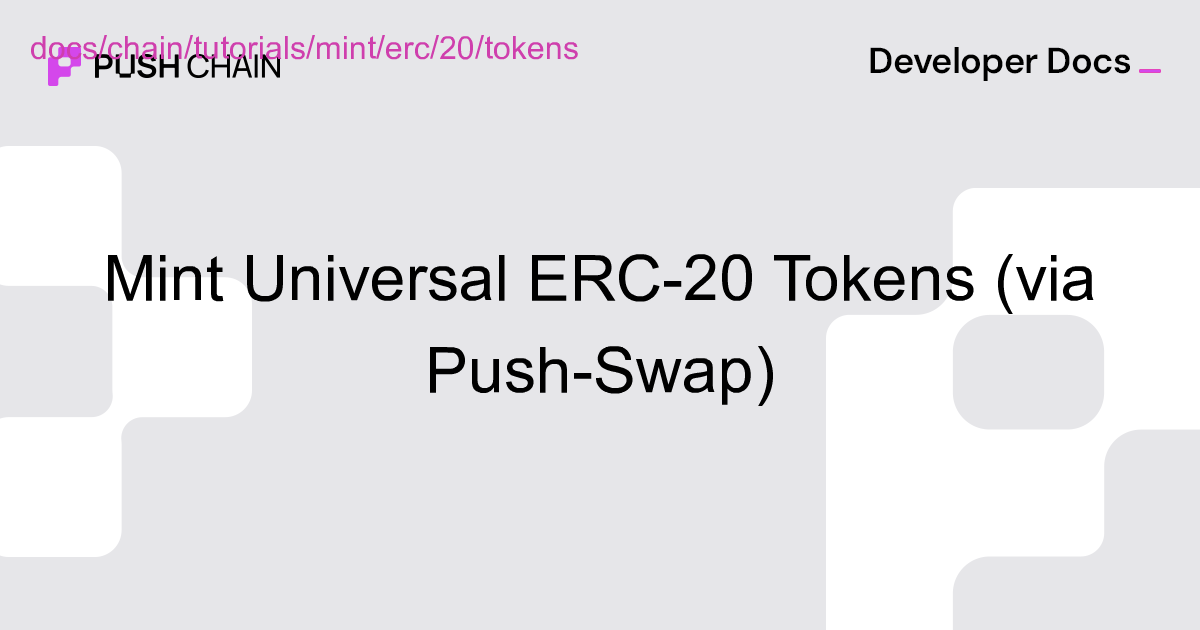 docs/chain/tutorials/mint/erc/20/tokens
PUSH CHAIN
Developer Docs _
Mint Universal ERC-20 Tokens (via
Push-Swap)